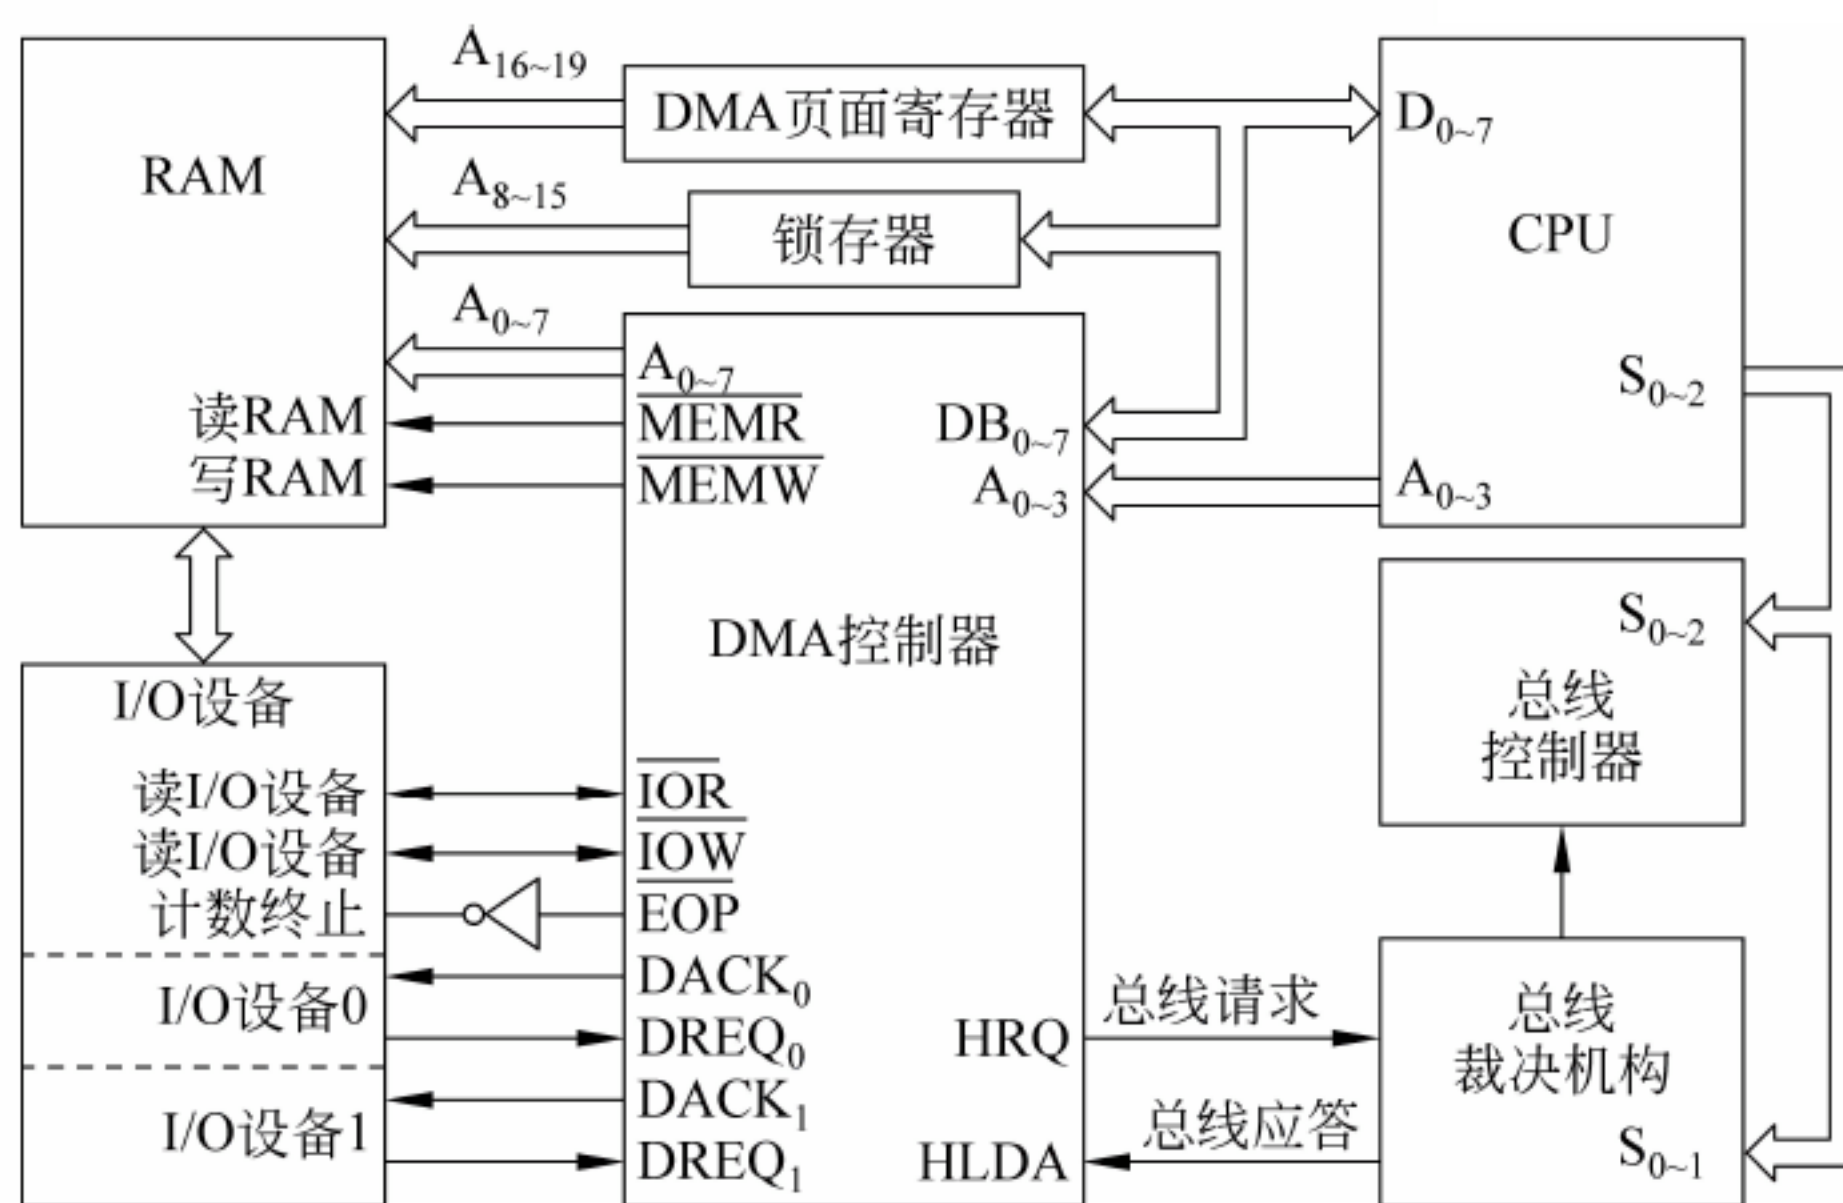 A16~19
DMA页面寄存器
D0~7
RAM
A8~15
锁存器
CPU
A0~7
A0~7
S0~2
读RAM
MEMR
DB0~7
写RAM
MEMW
A0~3
A0~3
S0~2
DMA控制器
I/O设备
总线
控制器
读I/O设备
IOR
读I/O设备
IOW
计数终止
EOP
DACK0
总线请求
I/O设备0
总线
裁决机构
DREQ0
HRQ
DACK1
总线应答
I/O设备1
DREQ1
HLDA
S0~1